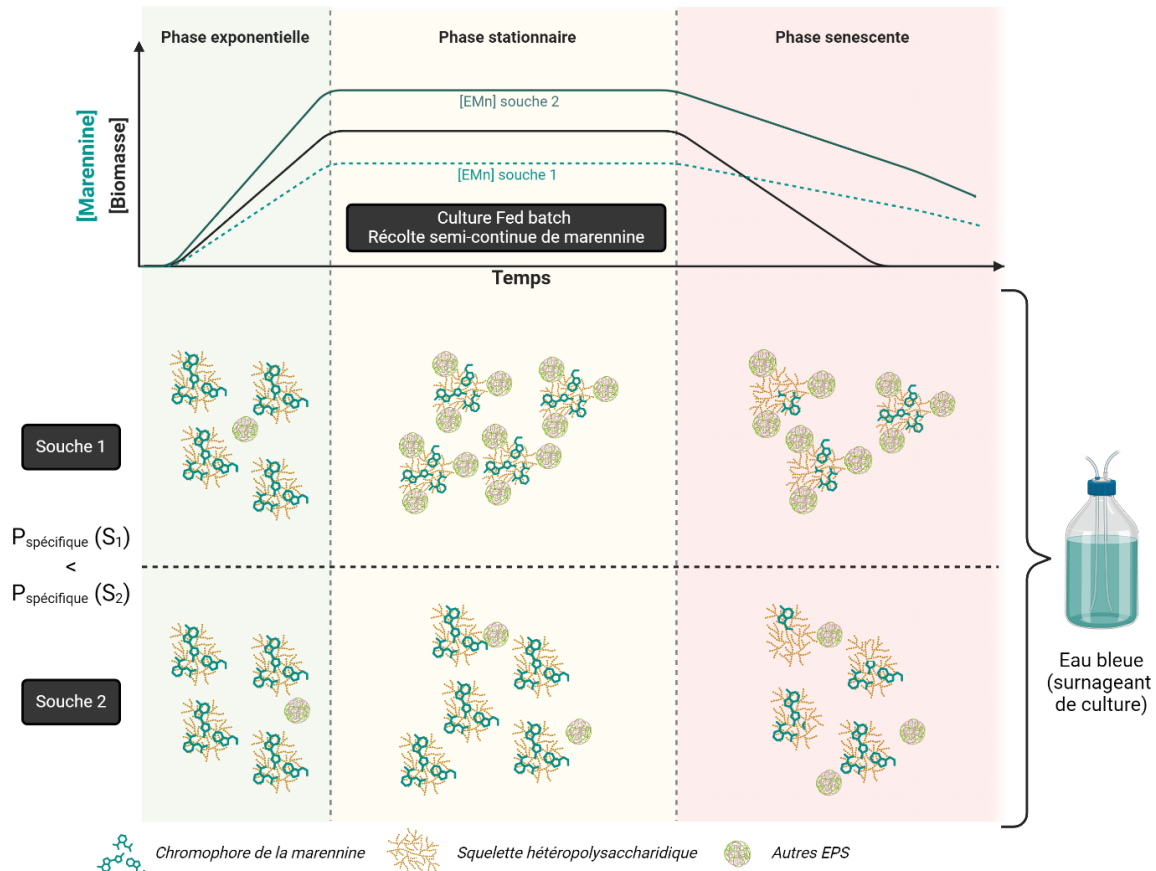 Phase exponentielle
Phase stationnaire
Phase senescente
[Marennine]
[Biomasse]
[EMn] souche 2
[EMn] souche 1
Culture Fed batch
Récolte semi-continue de marennine
Temps
Souche 1
P spécifique (S1)
<
P spécifique (S2)
Souche 2
Eau bleue
(surnageant
de culture)
Chromophore de la marennine
Squelette hétéropolysaccharidique
Autres EPS